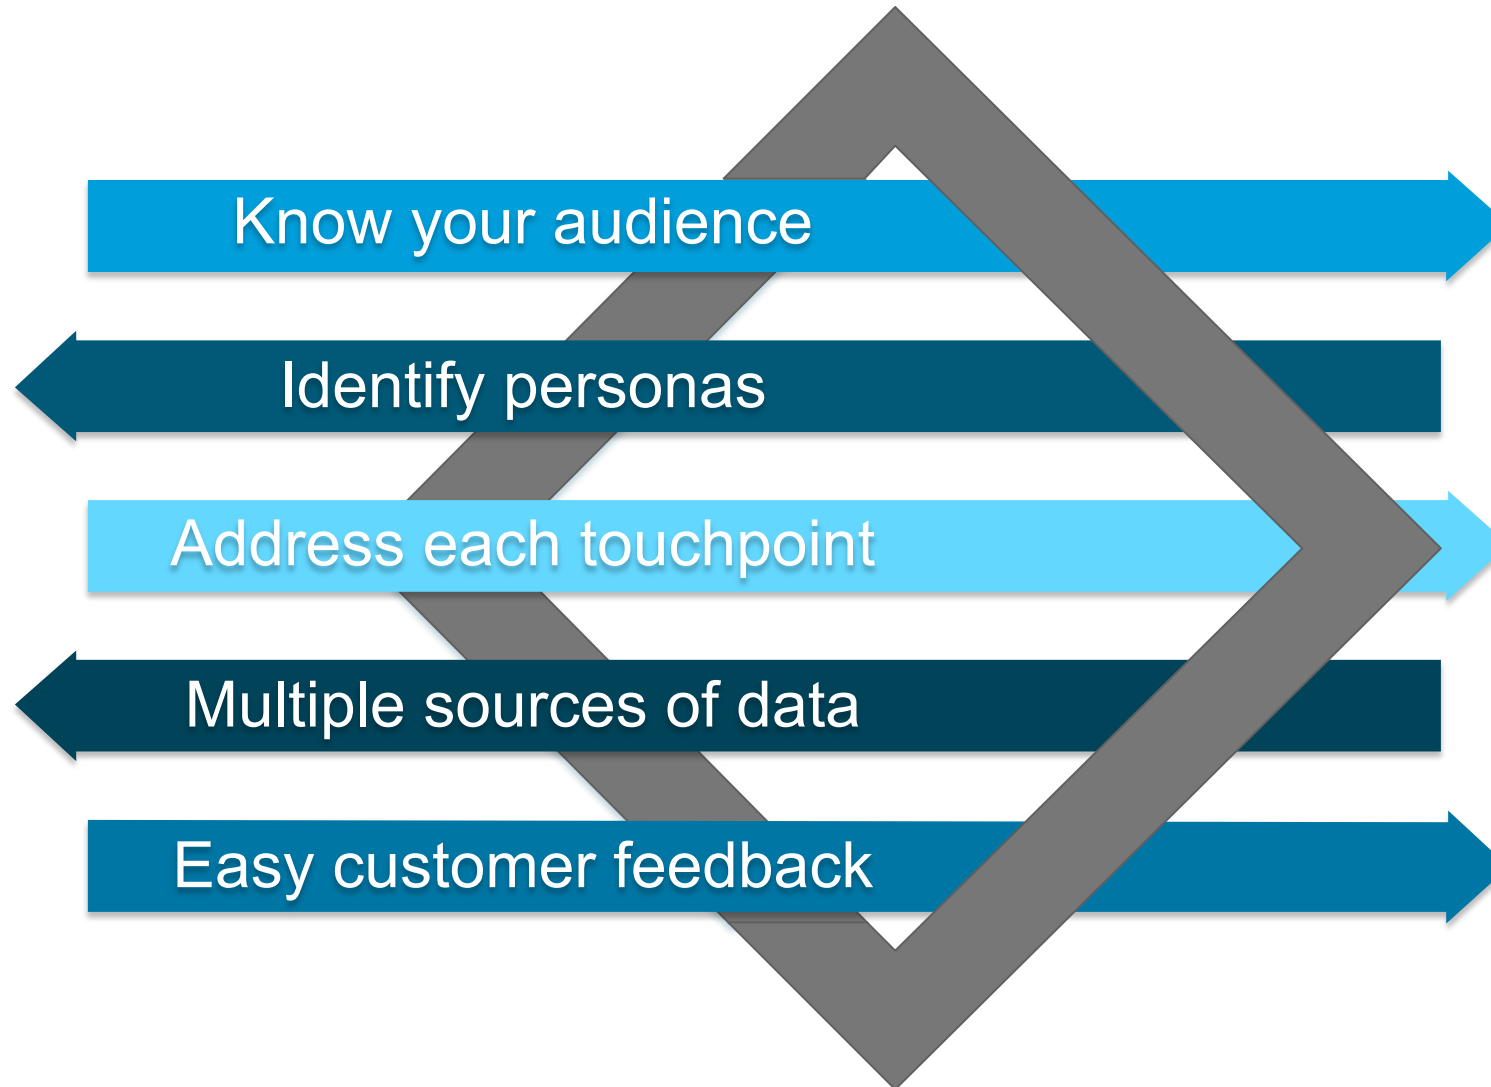 Know your audience
Identify personas
Address each touchpoint
Multiple sources of data
Easy customer feedback